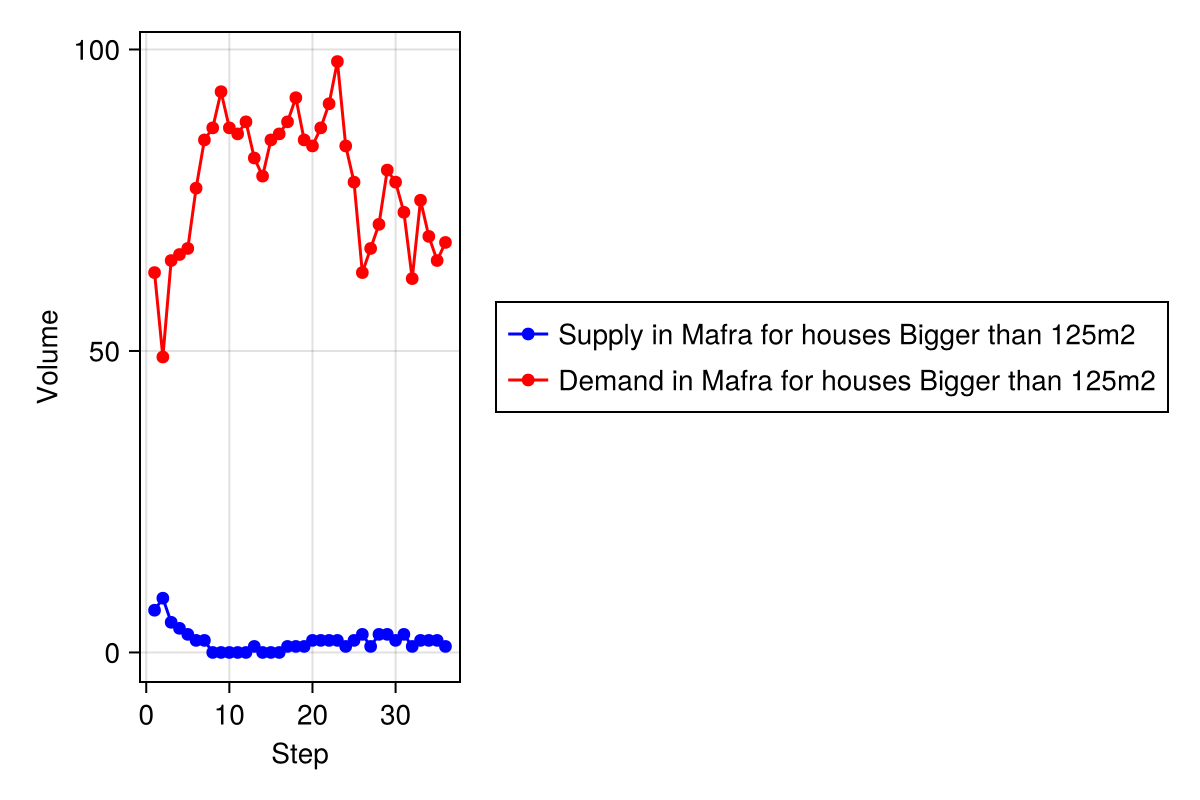 100
50
0
Volume
0 10 20 30
Step
Supply in Mafra for houses Bigger than 125m2
Demand in Mafra for houses Bigger than 125m2